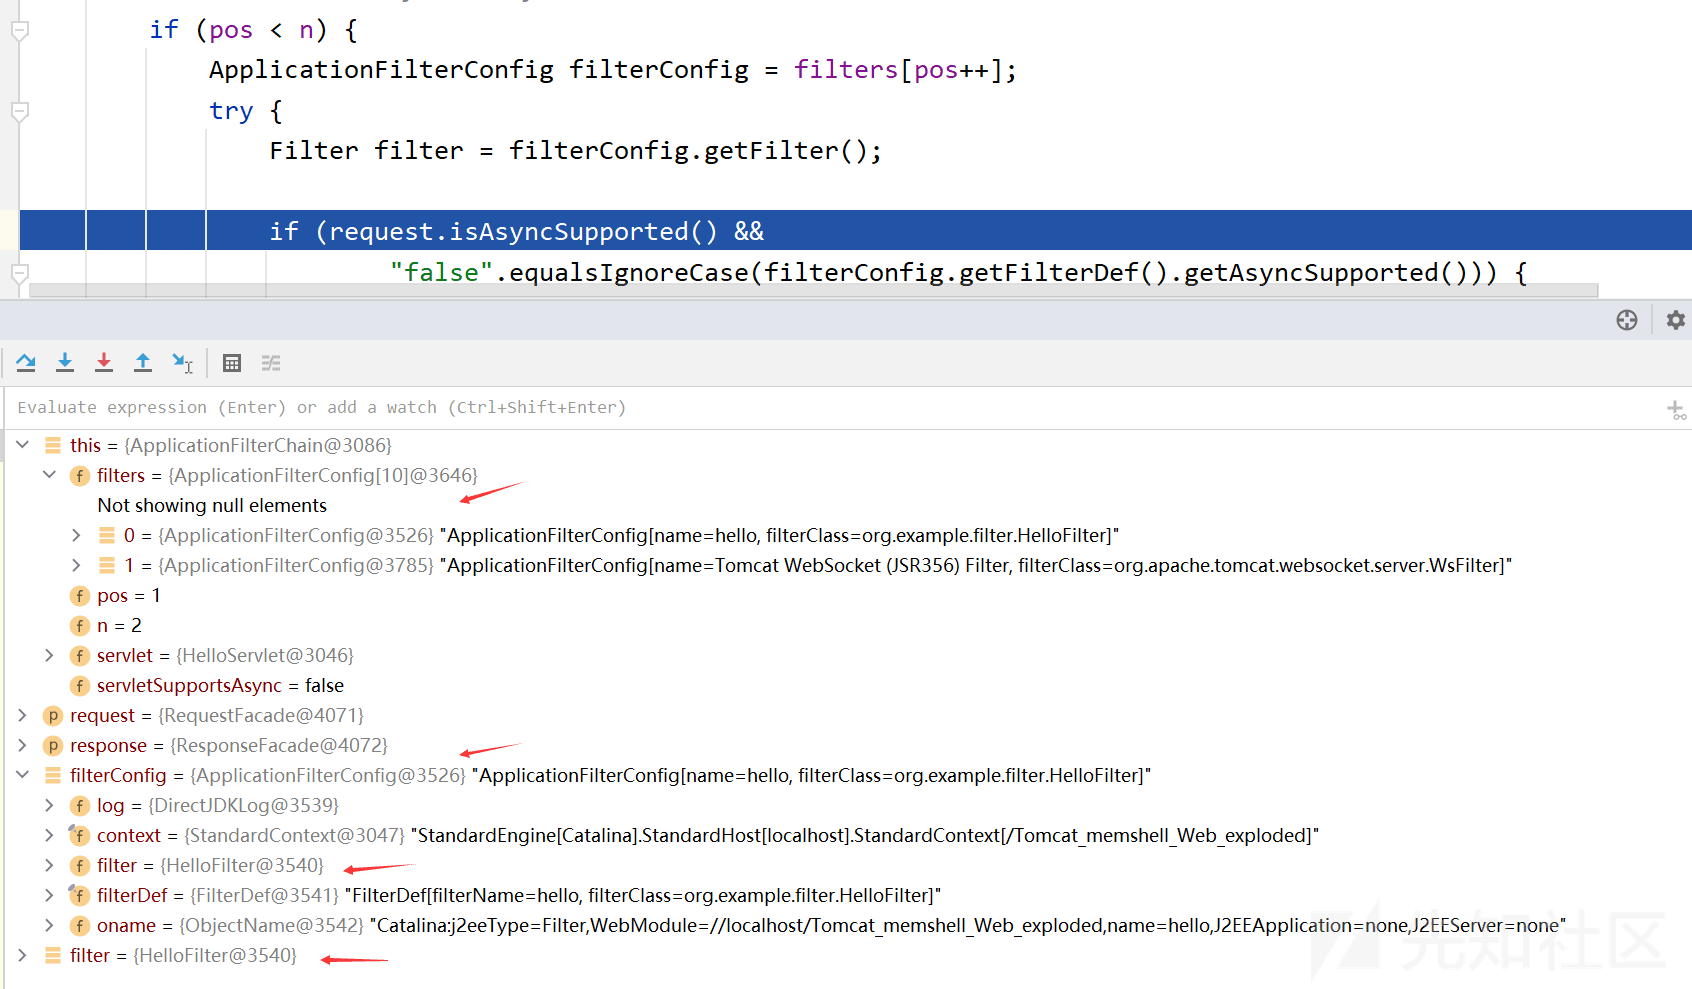 if (pos < n) {
ApplicationFilterConfig filterConfig = filters[pos++];
try {
Filter filter = filterConfig.getFilter();
if (request.isAsyncSupported() &&
"false".equalsIgnoreCase(filterConfig.getFilterDef().getAsyncSupported())) {
Evaluate expression (Enter) or add a watch (Ctrl+Shift+Enter)
this = {ApplicationFilterChain@3086}
f filters = {ApplicationFilterConfig[10]@3646}
Not showing null elements
0 = {ApplicationFilterConfig@3526} "ApplicationFilterConfig[name=hello, filterClass=org.example.filter.HelloFilter]"
1 = {ApplicationFilterConfig@3785} "ApplicationFilterConfig[name=Tomcat WebSocket (JSR356) Filter, filterClass=org.apache.tomcat.websocket.server.WsFilter]"
f pos = 1
f n = 2
f servlet = {HelloServlet@3046}
f servletSupportsAsync = false
p request = {RequestFacade@4071}
p response = {ResponseFacade@4072}
filterConfig = {ApplicationFilterConfig@3526} "ApplicationFilterConfig[name=hello, filterClass=org.example.filter.HelloFilter]"
f log = {DirectJDKLog@3539}
f context = {StandardContext@3047} "StandardEngine[Catalina].StandardHost[localhost].StandardContext[/Tomcat_memshell_Web_exploded]"
f filter = {HelloFilter@3540}
f filterDef = {FilterDef@3541} "FilterDef[filterName=hello, filterClass=org.example.filter.HelloFilter]"
f oname = {ObjectName@3542} "Catalina:j2eeType=Filter,WebModule=//localhost/Tomcat_memshell_Web_exploded,name=hello,J2EEApplication=none,J2EEServer=none"
filter = {HelloFilter@3540}
先知社区